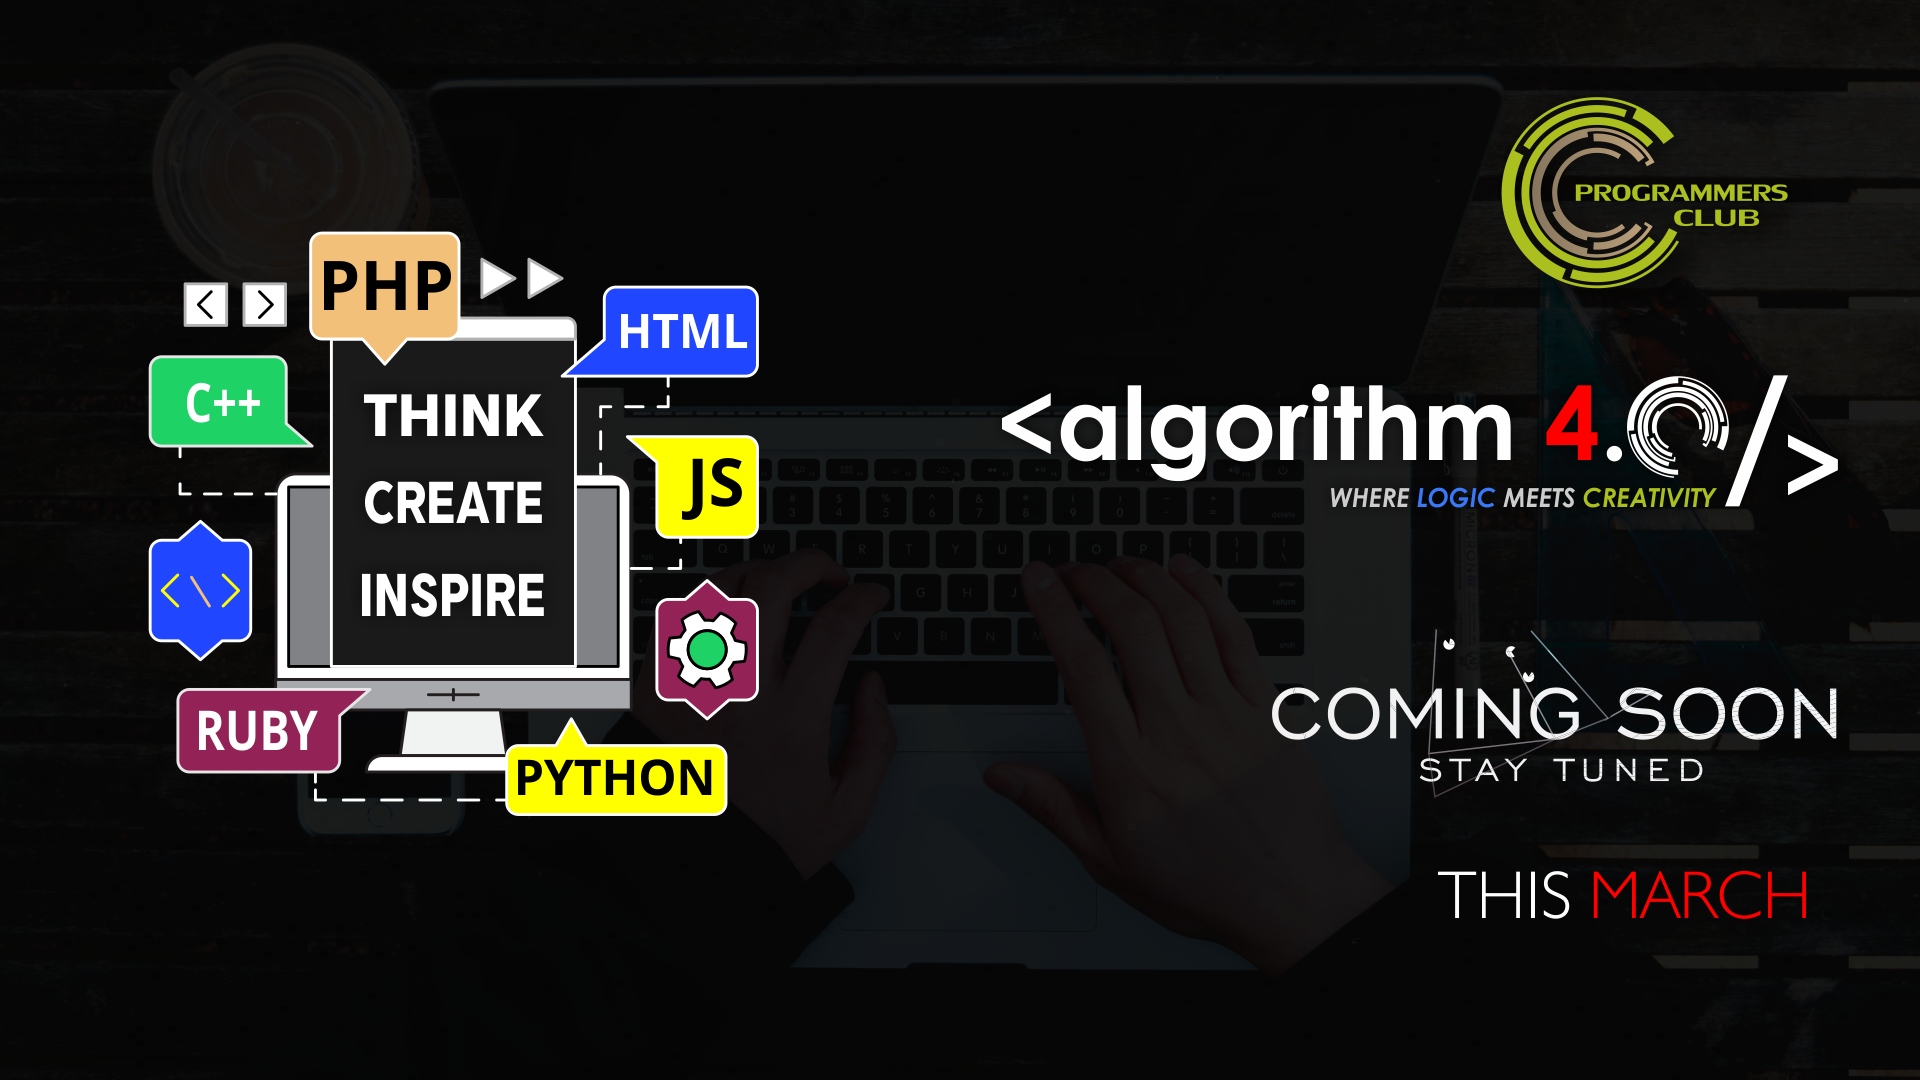 PHP
HTML
C++
THINK
JS
CREATE
INSPIRE
RUBY
PYTHON
PROGRAMMERS
CLUB
<algorithm 4.0/>
WHERE LOGIC MEETS CREATIVITY
COMING SOON
STAY TUNED
THIS MARCH